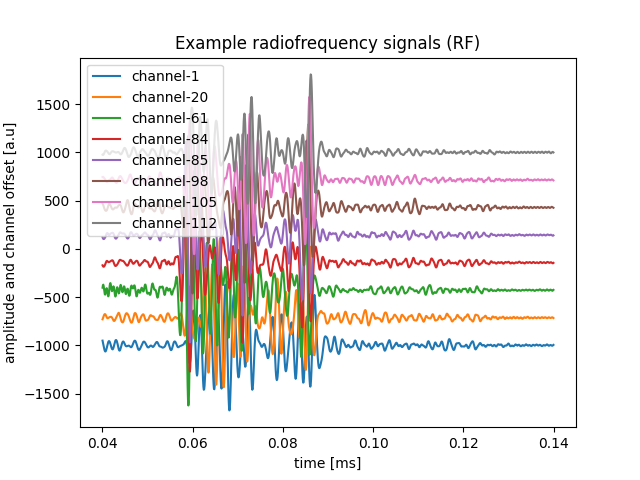 Example radiofrequency signals (RF)
channel-1
channel-20
channel-61
channel-84
channel-85
channel-98
channel-105
channel-112
amplitude and channel offset [a.u]
1500
1000
500
0
−500
−1000
−1500
0.04 0.06 0.08 0.10 0.12 0.14
time [ms]